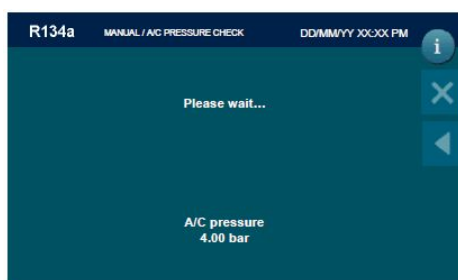 R134a MANUAL / A/C PRESSURE CHECK DD/MM/YY XX:XX PM
i
Please wait...
A/C pressure
4.00 bar